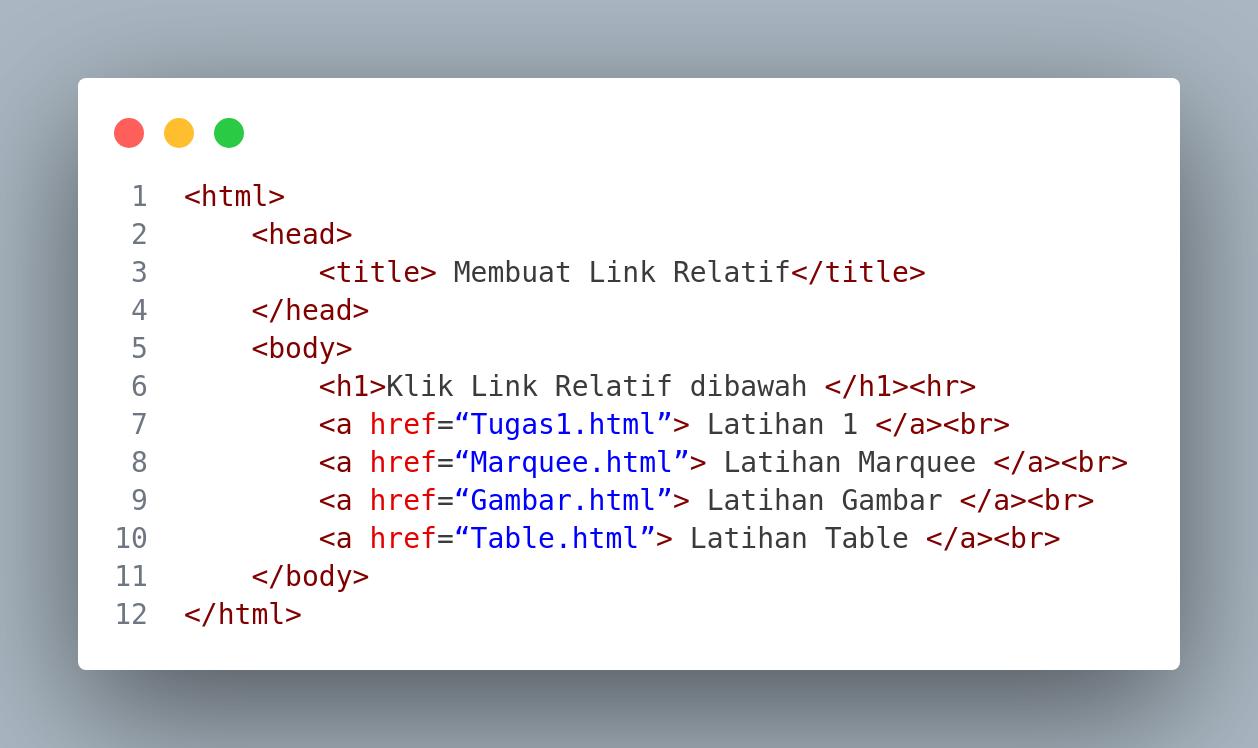 1 <html>
2     <head>
3         <title> Membuat Link Relatif</title>
4     </head>
5     <body>
6         <h1>Klik Link Relatif dibawah </h1><hr>
7         <a href=“Tugas1.html”> Latihan 1 </a><br>
8         <a href=“Marquee.html”> Latihan Marquee </a><br>
9         <a href=“Gambar.html”> Latihan Gambar </a><br>
10         <a href=“Table.html”> Latihan Table </a><br>
11     </body>
12 </html>